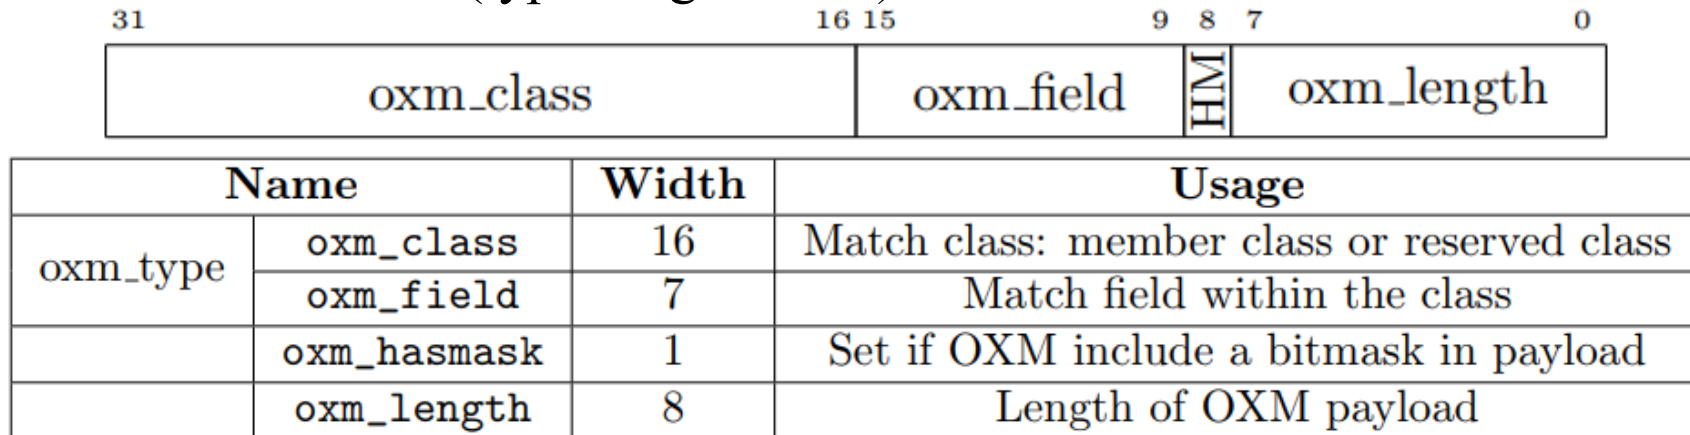 31 16 15 9 8 7 0
oxm_class oxm_field HM oxm_length
Name Width Usage
oxm_type oxm_class 16 Match class: member class or reserved class
oxm_field 7 Match field within the class
oxm_hasmask 1 Set if OXM include a bitmask in payload
oxm_length 8 Length of OXM payload